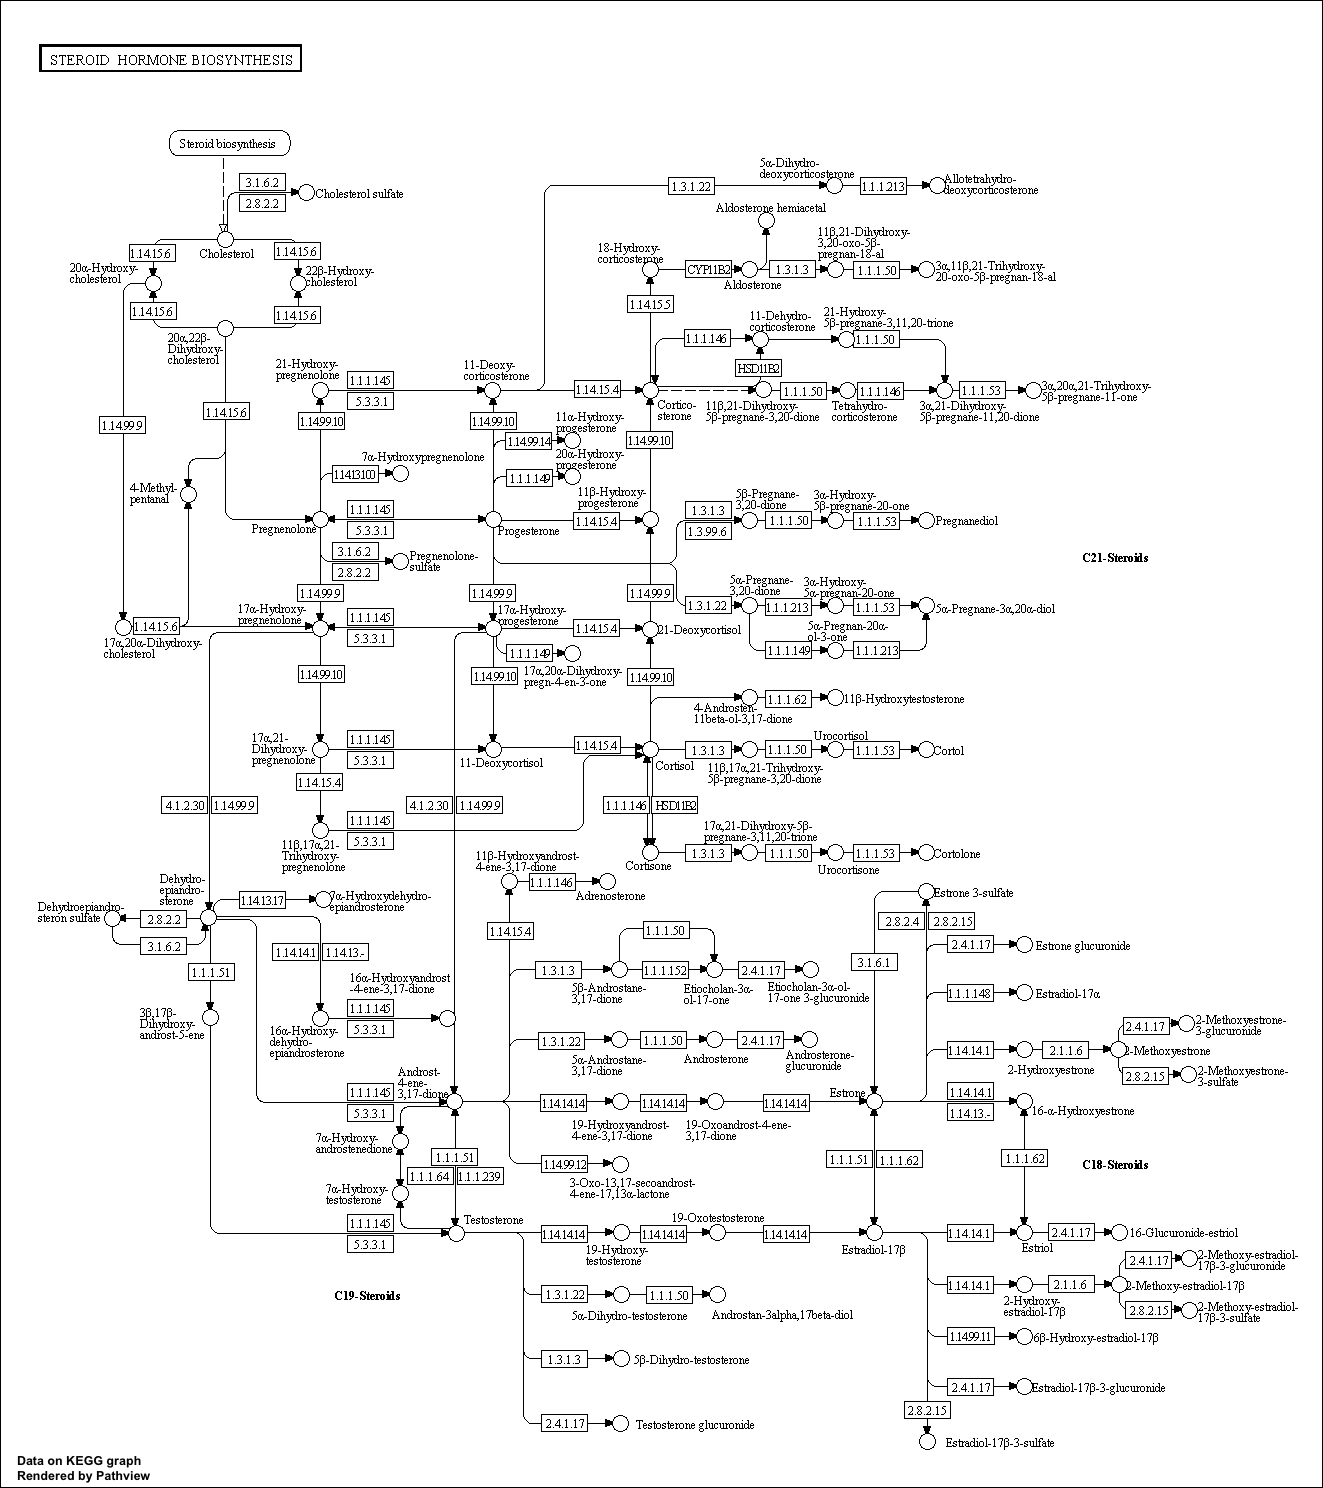 STEROID HORMONE BIOSYNTHESIS
Steroid biosynthesis
3.1.6.2
2.8.2.2
Cholesterol sulfate
Cholesterol
1.14.15.6
1.14.15.6
20α-Hydroxy-
cholesterol
22β-Hydroxy-
cholesterol
1.14.15.6
1.14.15.6
20α,22β-
Dihydroxy-
cholesterol
1.14.99.9
1.14.15.6
4-Methyl-
pentanal
17α,20α-Dihydroxy-
cholesterol
1.14.15.6
21-Hydroxy-
pregnenolone
1.1.1.145
5.3.3.1
11-Deoxy-
corticosterone
1.14.99.10
1.14.99.10
7α-Hydroxypregnenolone
1.14.13.100
11α-Hydroxy-
progesterone
1.14.99.14
20α-Hydroxy-
progesterone
1.1.1.149
Pregnenolone
1.1.1.145
5.3.3.1
Progesterone
1.14.15.4
11β-Hydroxy-
progesterone
3.1.6.2
2.8.2.2
Pregnenolone-
sulfate
1.14.99.9
1.14.99.9
1.14.99.9
17α-Hydroxy-
pregnenolone
1.1.1.145
5.3.3.1
17α-Hydroxy-
progesterone
1.14.15.4
21-Deoxycortisol
1.1.1.149
17α,20α-Dihydroxy-
pregn-4-en-3-one
1.14.99.10
1.14.99.10
1.14.99.10
17α,21-
Dihydroxy-
pregnenolone
1.1.1.145
5.3.3.1
11-Deoxycortisol
1.14.15.4
Cortisol
1.14.15.4
11β,17α,21-
Trihydroxy-
pregnenolone
1.1.1.145
5.3.3.1
4.1.2.30
1.14.99.9
4.1.2.30
1.14.99.9
1.1.1.146
HSD11B2
Cortisone
1.3.1.22
5α-Dihydro-
deoxycorticosterone
1.1.1.213
Allotetrahydro-
deoxycorticosterone
Aldosterone hemiacetal
18-Hydroxy-
corticosterone
CYP11B2
Aldosterone
1.3.1.3
11β,21-Dihydroxy-
3,20-oxo-5β-
pregnan-18-al
1.1.1.50
3α,11β,21-Trihydroxy-
20-oxo-5β-pregnan-18-al
1.14.15.5
1.1.1.146
11-Dehydro-
corticosterone
21-Hydroxy-
5β-pregnane-3,11,20-trione
1.1.1.50
HSD11B2
1.14.15.4
Cortico-
sterone
11β,21-Dihydroxy-
5β-pregnane-3,20-dione
1.1.1.50
Tetrahydro-
corticosterone
1.1.1.146
3α,21-Dihydroxy-
5β-pregnane-11,20-dione
1.1.1.53
3α,20α,21-Trihydroxy-
5β-pregnane-11-one
1.14.99.10
1.3.1.3
1.3.99.6
5β-Pregnane-
3,20-dione
1.1.1.50
3α-Hydroxy-
5β-pregnane-20-one
1.1.1.53
Pregnanediol
C21-Steroids
1.3.1.22
5α-Pregnane-
3,20-dione
1.1.1.213
3α-Hydroxy-
5α-pregnan-20-one
1.1.1.53
5α-Pregnane-3α,20α-diol
1.1.1.149
5α-Pregnan-20α-
ol-3-one
1.1.1.213
4-Androsten-
11beta-ol-3,17-dione
1.1.1.62
11β-Hydroxytestosterone
1.3.1.3
11β,17α,21-Trihydroxy-
5β-pregnane-3,20-dione
1.1.1.50
Urocortisol
1.1.1.53
Cortol
1.3.1.3
17α,21-Dihydroxy-5β-
pregnane-3,11,20-trione
1.1.1.50
Urocortisone
1.1.1.53
Cortolone
Dehydro-
epiandro-
sterone
Dehydroepiandro-
steron sulfate
2.8.2.2
3.1.6.2
1.14.13.17
7α-Hydroxydehydro-
epiandrosterone
1.14.14.1
1.14.13.-
1.1.1.51
3β,17β-
Dihydroxy-
androst-5-ene
16α-Hydroxy-
dehydro-
epiandrosterone
1.1.1.145
5.3.3.1
16α-Hydroxyandrost
-4-ene-3,17-dione
11β-Hydroxyandrost-
4-ene-3,17-dione
1.1.1.146
Adrenosterone
1.14.15.4
1.1.1.50
1.3.1.3
5β-Androstane-
3,17-dione
1.1.1.152
Etiocholan-3α-
ol-17-one
2.4.1.17
Etiocholan-3α-ol-
17-one 3-glucuronide
1.3.1.22
5α-Androstane-
3,17-dione
1.1.1.50
Androsterone
2.4.1.17
Androsterone-
glucuronide
1.1.1.145
5.3.3.1
Androst-
4-ene-
3,17-dione
1.14.14.14
19-Hydroxyandrost-
4-ene-3,17-dione
1.14.14.14
19-Oxoandrost-4-ene-
3,17-dione
1.14.14.14
Estrone
7α-Hydroxy-
androstenedione
1.1.1.51
1.1.1.64
1.1.1.239
7α-Hydroxy-
testosterone
1.14.99.12
3-Oxo-13,17-secoandrost-
4-ene-17,13α-lactone
1.1.1.145
5.3.3.1
Testosterone
1.14.14.14
19-Hydroxy-
testosterone
1.14.14.14
19-Oxotestosterone
1.14.14.14
Estradiol-17β
1.3.1.22
5α-Dihydro-testosterone
1.1.1.50
Androstan-3alpha,17beta-diol
1.3.1.3
5β-Dihydro-testosterone
2.4.1.17
Testosterone glucuronide
C19-Steroids
Estrone 3-sulfate
2.8.2.4
2.8.2.15
3.1.6.1
2.4.1.17
Estrone glucuronide
1.1.1.148
Estradiol-17α
1.14.14.1
2-Hydroxyestrone
2.1.1.6
2-Methoxyestrone
2.4.1.17
2-Methoxyestrone-
3-glucuronide
2.8.2.15
2-Methoxyestrone-
3-sulfate
1.14.14.1
1.14.13.-
16-α-Hydroxyestrone
1.1.1.51
1.1.1.62
1.1.1.62
C18-Steroids
1.14.14.1
Estriol
2.4.1.17
16-Glucuronide-estriol
1.14.14.1
2-Hydroxy-
estradiol-17β
2.1.1.6
2-Methoxy-estradiol-17β
2.4.1.17
2-Methoxy-estradiol-
17β-3-glucuronide
2.8.2.15
2-Methoxy-estradiol-
17β-3-sulfate
1.14.99.11
6β-Hydroxy-estradiol-17β
2.4.1.17
Estradiol-17β-3-glucuronide
2.8.2.15
Estradiol-17β-3-sulfate
Data on KEGG graph
Rendered by Pathview